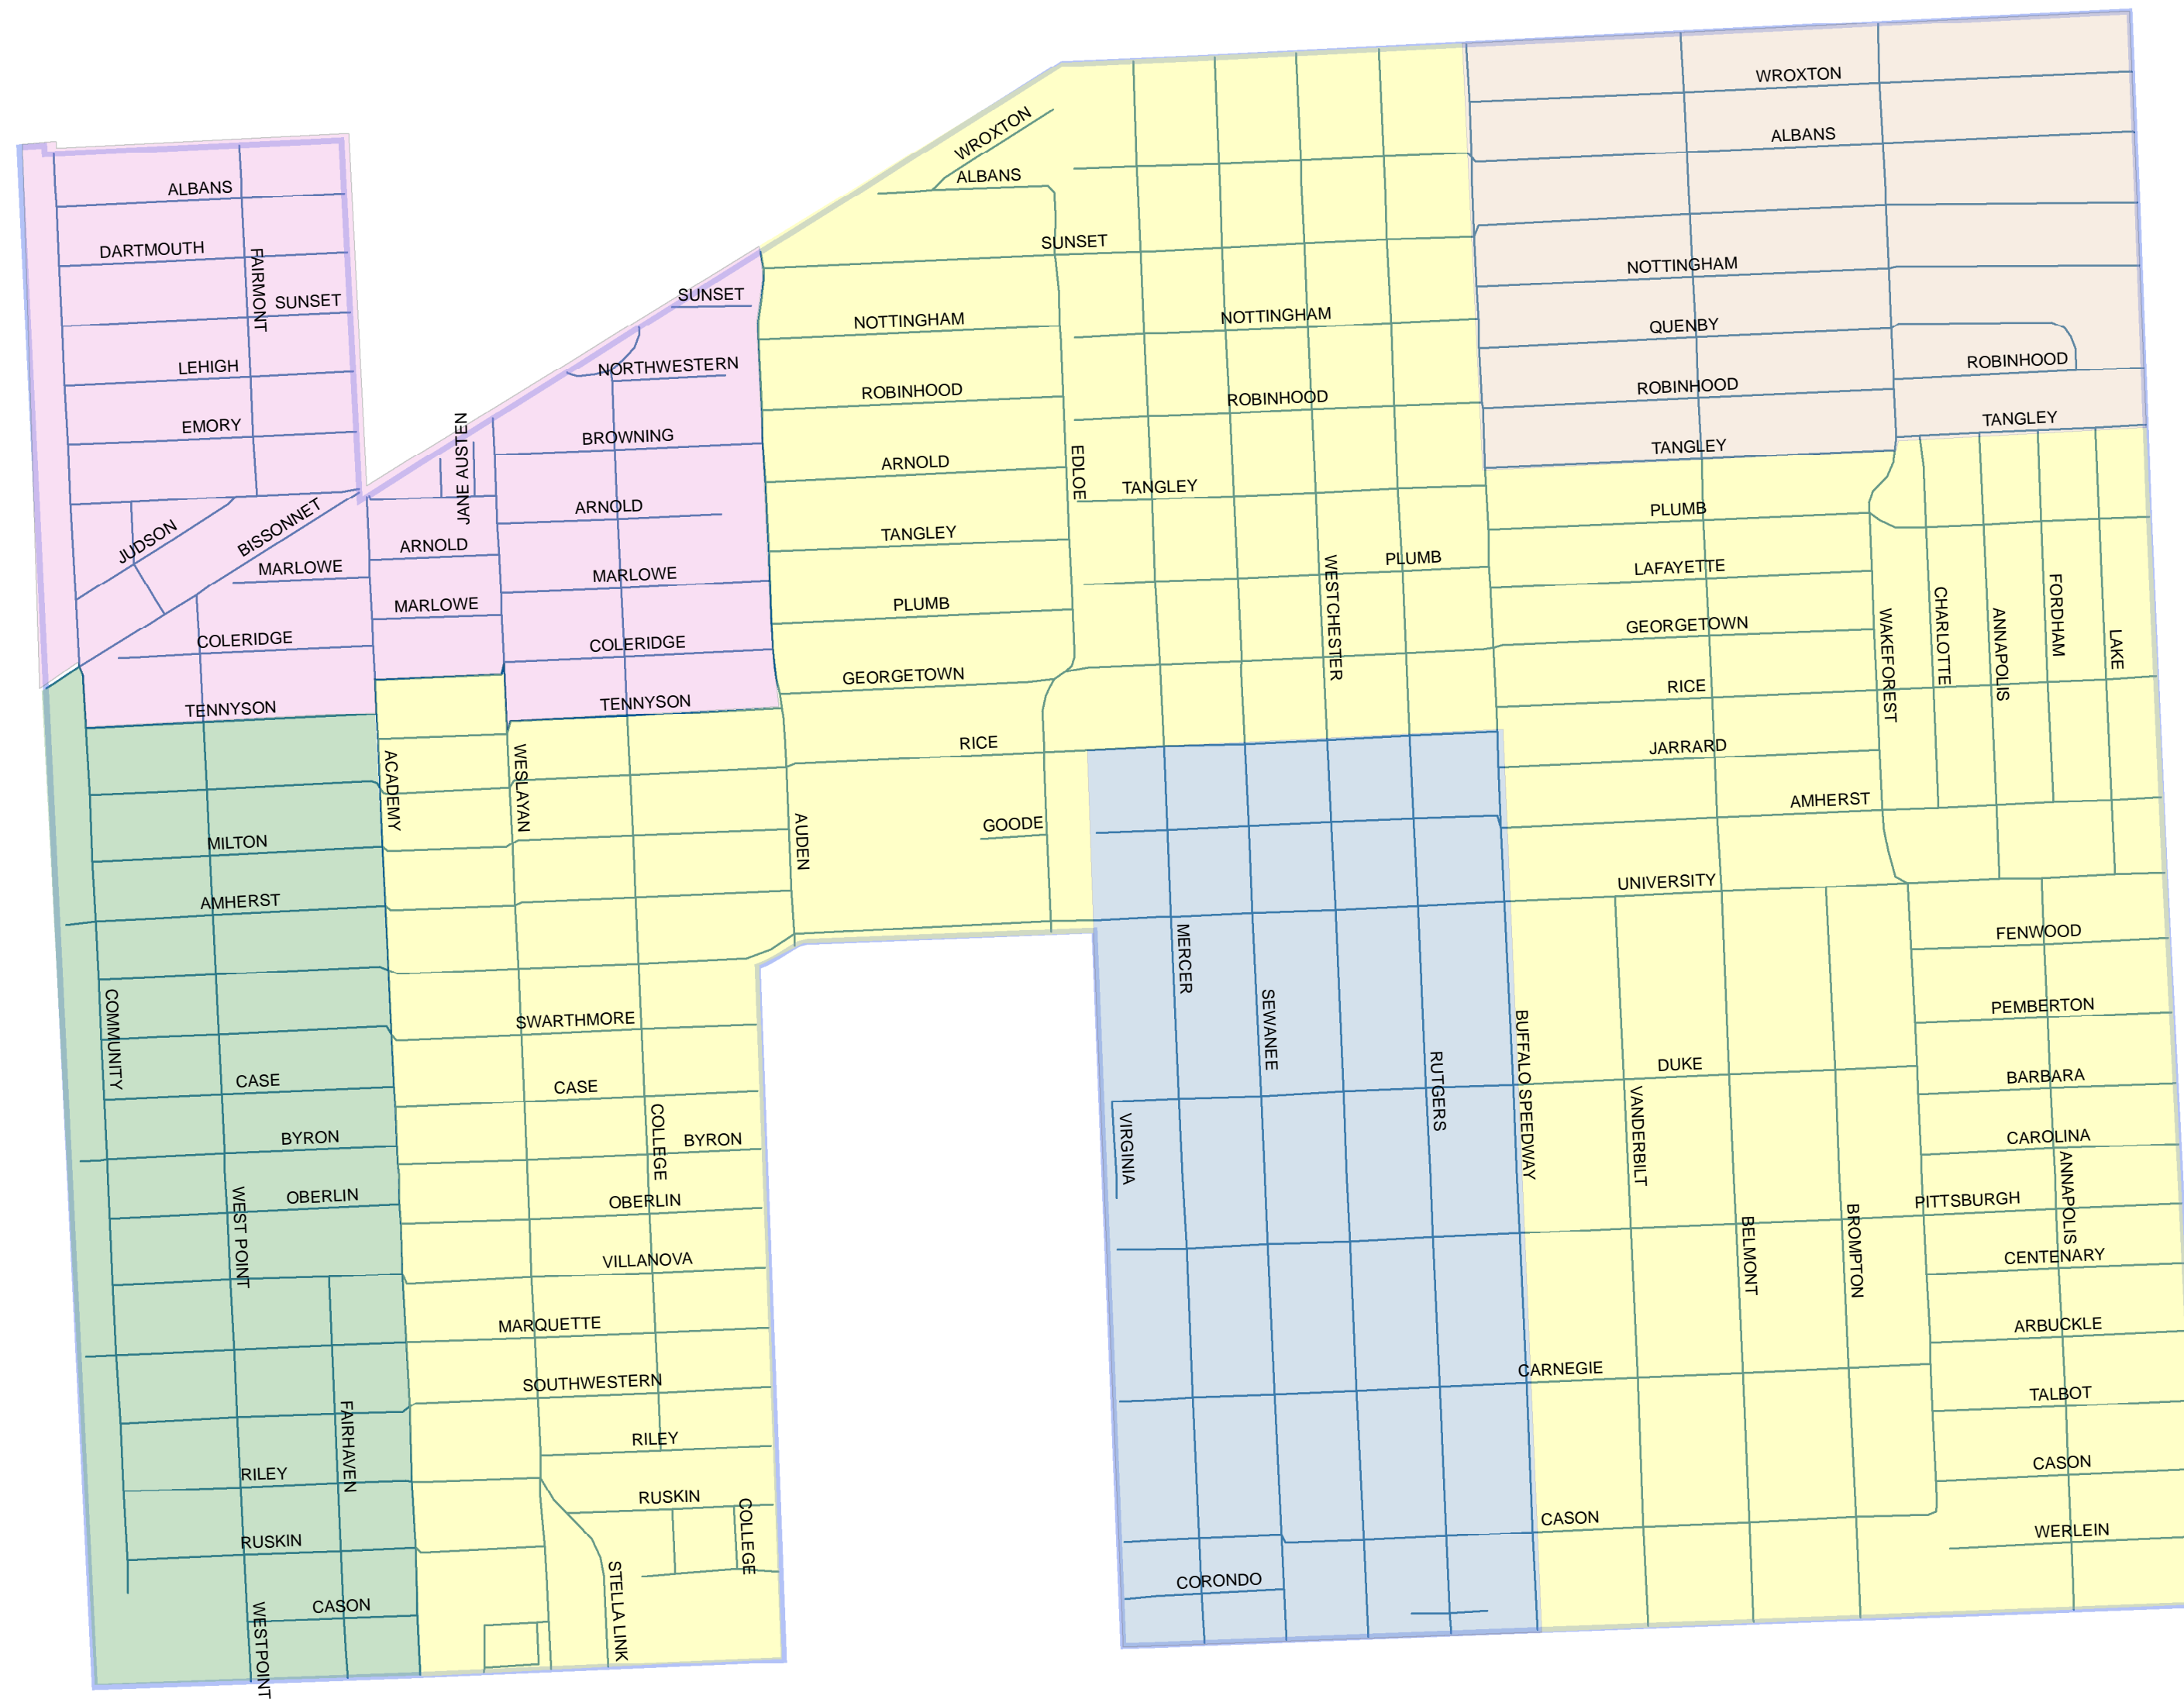 WROXTON
WROXTON
ALBANS
ALBANS
ALBANS
DARTMOUTH
FAIRMONT
SUNSET
SUNSET
SUNSET
NOTTINGHAM
NOTTINGHAM
NOTTINGHAM
QUENBY
LEHIGH
NORTHWESTERN
ROBINHOOD
ROBINHOOD
ROBINHOOD
ROBINHOOD
EMORY
JANE AUSTEN
BROWNING
ARNOLD
EDLOE
TANGLEY
TANGLEY
TANGLEY
JUDSON
BISSONNET
ARNOLD
ARNOLD
TANGLEY
PLUMB
PLUMB
MARLOWE
MARLOWE
MARLOWE
PLUMB
WESTCHESTER
LAFAYETTE
GEORGETOWN
WAKEFOREST
CHARLOTTE
ANNAPOLIS
FORDHAM
LAKE
COLERIDGE
COLERIDGE
GEORGETOWN
TENNYSON
TENNYSON
RICE
RICE
JARRARD
ACADEMY
WESLAYAN
AUDEN
GOODE
AMHERST
MILTON
AMHERST
UNIVERSITY
MERCER
FENWOOD
COMMUNITY
SWARTHMORE
SEWANEE
PEMBERTON
BUFFALO SPEEDWAY
CASE
CASE
RUTGERS
DUKE
BARBARA
BYRON
COLLEGE
BYRON
VIRGINIA
VANDERBILT
CAROLINA
ANNAPOLIS
WEST POINT
OBERLIN
OBERLIN
BELMONT
BROMPTON
PITTSBURGH
VILLANOVA
CENTENARY
MARQUETTE
ARBUCKLE
FAIRHAVEN
SOUTHWESTERN
CARNEGIE
TALBOT
RILEY
RILEY
CASON
RUSKIN
RUSKIN
COLLEGE
CASON
WERLEIN
STELLA LINK
CORONDO
CASON
WESTPOINT